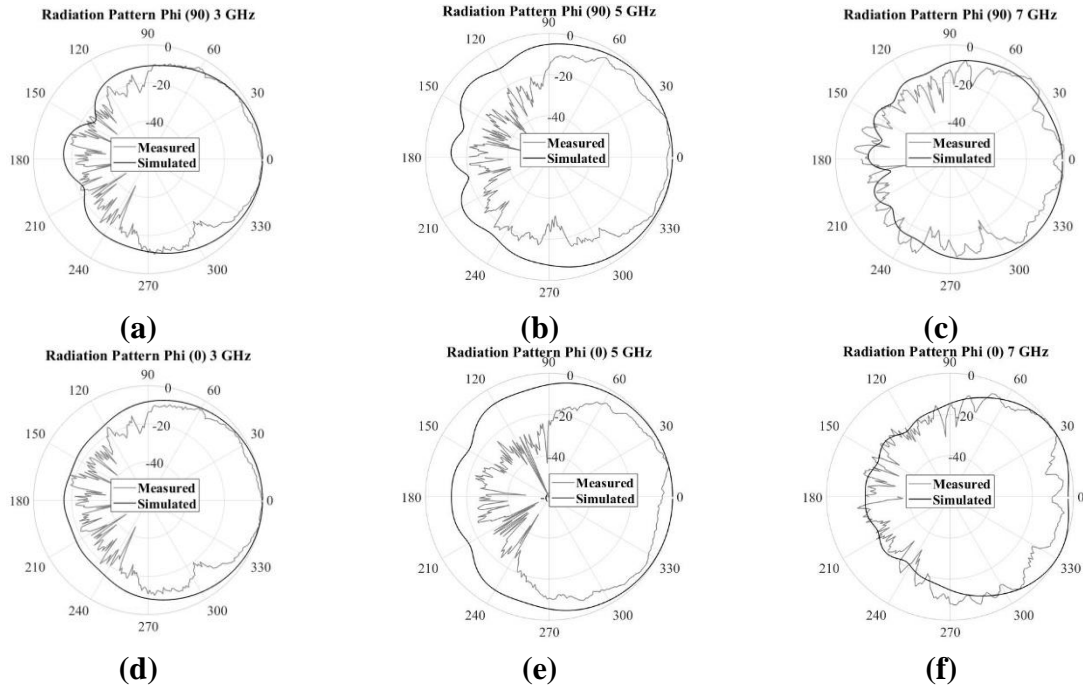 Radiation Pattern Phi (90) 3 GHz
90
120 0 60
150 -20 30
-40
Measured
180 Simulated 0
210 330
240 300
270
(a)
Radiation Pattern Phi (90) 5 GHz
90
120 0 60
-20
150 30
-40
Measured
180 Simulated 0
210 330
240 300
270
(b)
Radiation Pattern Phi (90) 7 GHz
90
120 0 60
-20
150 30
-40
Measured
180 Simulated 0
210 330
240 300
270
(c)
Radiation Pattern Phi (0) 3 GHz
90
120 0 60
-20
150 30
-40
Measured
180 Simulated 0
210 330
240 300
270
(d)
Radiation Pattern Phi (0) 5 GHz
90
120 0 60
-20
150 30
-40
Measured
180 Simulated 0
210 330
240 300
270
(e)
Radiation Pattern Phi (0) 7 GHz
90
120 0 60
-20
150 30
-40
Measured
180 Simulated 0
210 330
240 300
270
(f)